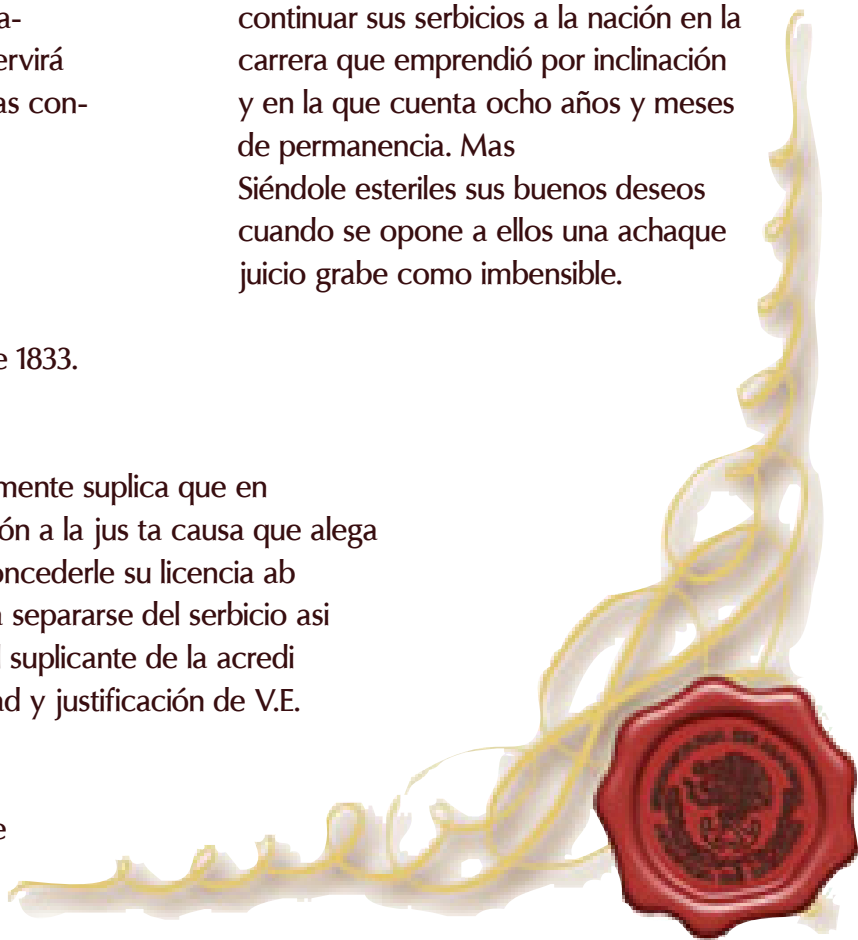 a-
ervirá
as con-
continuar sus serbicios a la nación en la
carrera que emprendió por inclinación
y en la que cuenta ocho años y meses
de permanencia. Mas
Siéndole esteriles sus buenos deseos
cuando se opone a ellos una achaque
juicio grabe como imbensible.
e 1833.
mente suplica que en
ón a la jus ta causa que alega
oncederle su licencia ab
a separarse del serbicio asi
l suplicante de la acredi
ad y justificación de V.E.
e